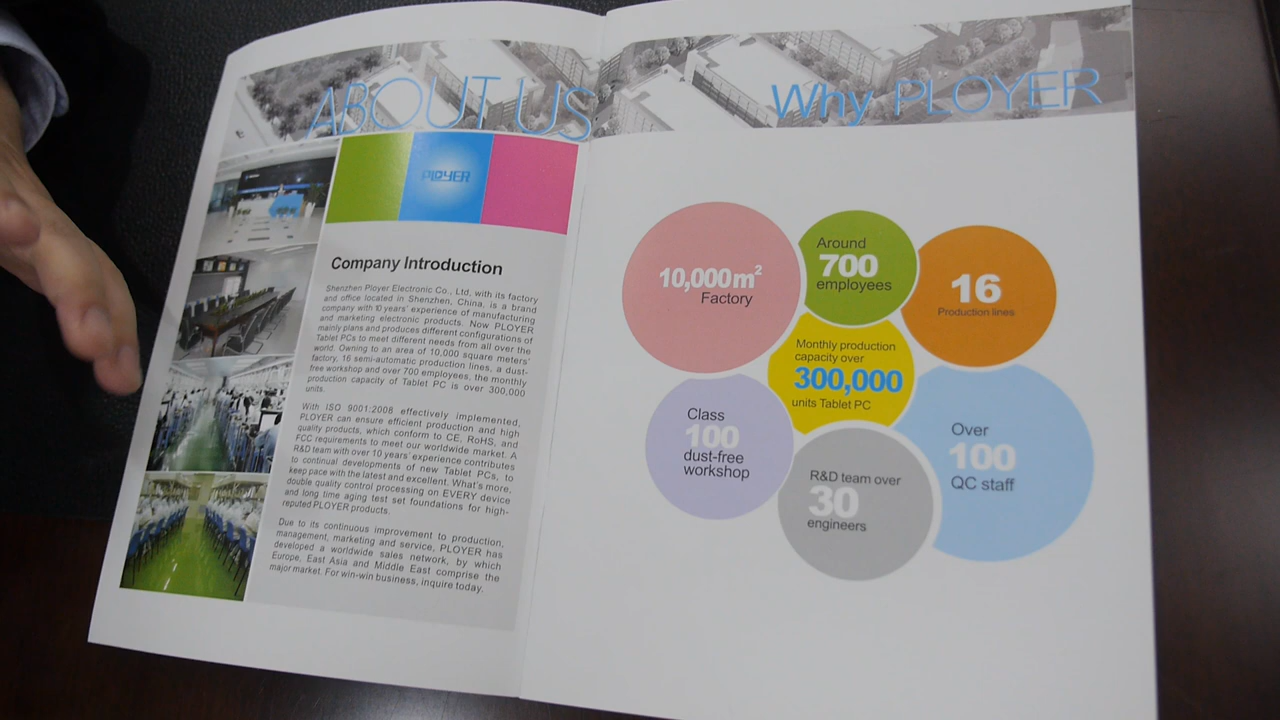 ABOUT US
PLOYER
Company Introduction
Shenzhen Ployer Electronic Co., Ltd, with its factory
and office located in Shenzhen, China, is a brand
company with 10 years' experience of manufacturing
and marketing electronic products. Now PLOYER
mainly plans and produces different configurations of
Tablet PCs to meet different needs from all over the
world. Owning to an area of 10,000 square meters'
factory, 16 semi-automatic production lines, a dust-
free workshop and over 700 employees, the monthly
production capacity of Tablet PC is over 300,000
units.
With ISO 9001:2008 effectively implemented,
PLOYER can ensure efficient production and high
quality products, which conform to CE, RoHS, and
FCC requirements to meet our worldwide market. A
R&D team with over 10 years' experience contributes
to continual developments of new Tablet PCs, to
keep pace with the latest and excellent. What's more,
double quality control processing on EVERY device
and long time aging test set foundations for high-
reputed PLOYER products.
Due to its continuous improvement to production,
management, marketing and service, PLOYER has
developed a worldwide sales network, by which
Europe, East Asia and Middle East comprise the
major market. For win-win business, inquire today.
Why PLOYER
10,000m²
Factory
Around
700
employees
16
Production lines
Monthly production
capacity over
300,000
units Tablet PC
Class
100
dust-free
workshop
R&D team over
30
engineers
Over
100
QC staff